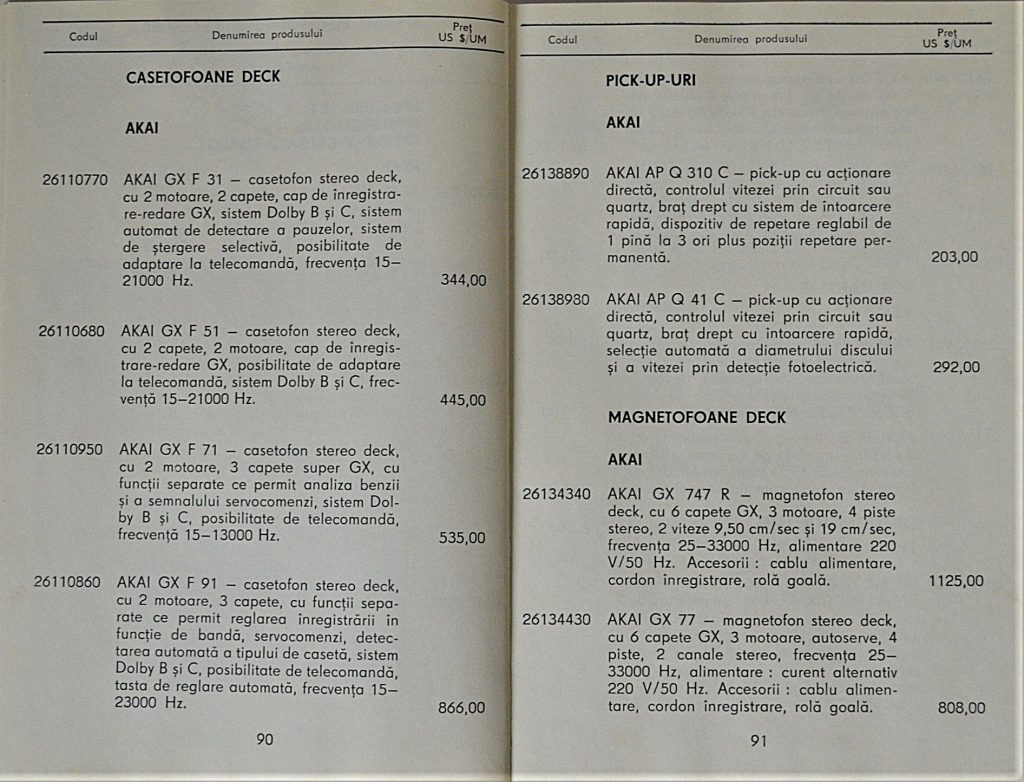 Codul Denumirea produsului Preț
US $/UM
CASETOFOANE DECK
AKAI
26110770 AKAI GX F 31 – casetofon stereo deck,
cu 2 motoare, 2 capete, cap de înregistra-
re-redare GX, sistem Dolby B și C, sistem
automat de detectare a pauzelor, sistem
de ștergere selectivă, posibilitate de
adaptare la telecomandă, frecvența 15–
21000 Hz. 344,00
26110680 AKAI GX F 51 – casetofon stereo deck,
cu 2 capete, 2 motoare, cap de înregis-
trare-redare GX, posibilitate de adaptare
la telecomandă, sistem Dolby B și C, frec-
vență 15–21000 Hz. 445,00
26110950 AKAI GX F 71 – casetofon stereo deck,
cu 2 motoare, 3 capete super GX, cu
funcții separate ce permit analiza benzii
și a semnalului servocomenzi, sistem Dol-
by B și C, posibilitate de telecomandă,
frecvență 15–13000 Hz. 535,00
26110860 AKAI GX F 91 – casetofon stereo deck,
cu 2 motoare, 3 capete, cu funcții sepa-
rate ce permit reglarea înregistrării în
funcție de bandă, servocomenzi, detec-
tarea automată a tipului de casetă, sistem
Dolby B și C, posibilitate de telecomandă,
tasta de reglare automată, frecvența 15–
23000 Hz. 866,00
90
Codul Denumirea produsului Preț
US $/UM
PICK-UP-URI
AKAI
26138890 AKAI AP Q 310 C – pick-up cu acționare
directă, controlul vitezei prin circuit sau
quartz, braț drept cu sistem de întoarcere
rapidă, dispozitiv de repetare reglabil de
1 pînă la 3 ori plus poziții repetare per-
manentă. 203,00
26138980 AKAI AP Q 41 C – pick-up cu acționare
directă, controlul vitezei prin circuit sau
quartz, braț drept cu întoarcere rapidă,
selecție automată a diametrului discului
și a vitezei prin detecție fotoelectrică. 292,00
MAGNETOFOANE DECK
AKAI
26134340 AKAI GX 747 R – magnetofon stereo
deck, cu 6 capete GX, 3 motoare, 4 piste
stereo, 2 viteze 9,50 cm/sec și 19 cm/sec,
frecvența 25–33000 Hz, alimentare 220
V/50 Hz. Accesorii : cablu alimentare,
cordon înregistrare, rolă goală. 1125,00
26134430 AKAI GX 77 – magnetofon stereo deck,
cu 6 capete GX, 3 motoare, autoserve, 4
piste, 2 canale stereo, frecvența 25–
33000 Hz, alimentare : curent alternativ
220 V/50 Hz. Accesorii : cablu alimen-
tare, cordon înregistrare, rolă goală. 808,00
91